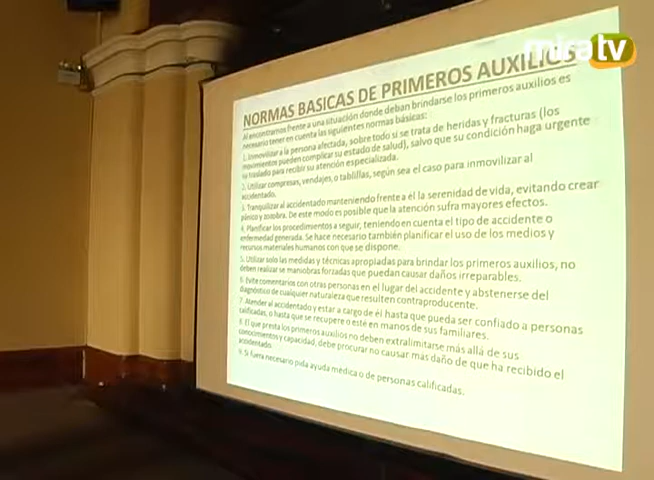 mira tv
NORMAS BASICAS DE PRIMEROS AUXILIOS
Al encontrarnos frente a una situación donde deban brindarse los primeros auxilios es
necesario tener en cuenta las siguientes normas básicas:
1. Inmovilizar a la persona afectada, sobre todo si se trata de heridas y fracturas (los
movimientos pueden complicar su estado de salud), salvo que su condición haga urgente
su traslado para recibir su atención especializada.
2. Utilizar compresas, vendajes, o tablillas, según sea el caso para inmovilizar al
accidentado.
3. Tranquilizar al accidentado manteniendo frente a él la serenidad de vida, evitando crear
pánico y zozobra. De este modo es posible que la atención sufra mayores efectos.
4. Planificar los procedimientos a seguir, teniendo en cuenta el tipo de accidente o
enfermedad generada. Se hace necesario también planificar el uso de los medios y
recursos materiales humanos con que se dispone.
5. Utilizar solo las medidas y técnicas apropiadas para brindar los primeros auxilios, no
deben realizar se maniobras forzadas que puedan causar daños irreparables.
6. Evite comentarios con otras personas en el lugar del accidente y abstenerse del
diagnóstico de cualquier naturaleza que resulten contraproducente.
7. Atender al accidentado y estar a cargo de él hasta que pueda ser confiado a personas
calificadas, o hasta que se recupere o esté en manos de sus familiares.
8. El que presta los primeros auxilios no deben extralimitarse más allá de sus
conocimientos y capacidad, debe procurar no causar mas daño de que ha recibido el
accidentado.
9. Si fuera necesario pida ayuda médica o de personas calificadas.